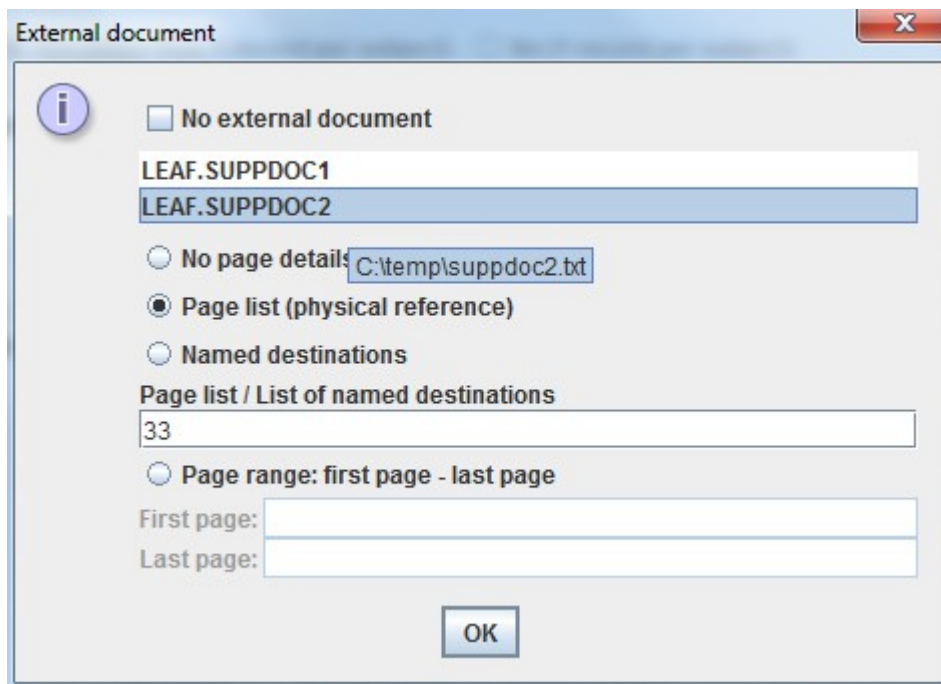 External document
No external document
LEAF.SUPPDOC1
LEAF.SUPPDOC2
No page details
C:\temp\suppdoc2.txt
Page list (physical reference)
Named destinations
Page list / List of named destinations
33
Page range: first page - last page
First page:
Last page:
OK